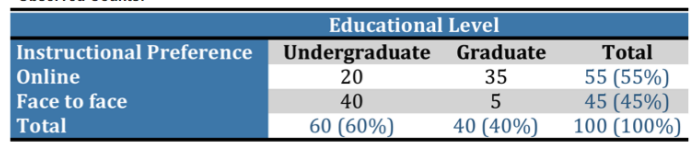 Educational Level
Instructional Preference Undergraduate Graduate Total
Online 20 35 55 (55%)
Face to face 40 5 45 (45%)
Total 60 (60%) 40 (40%) 100 (100%)